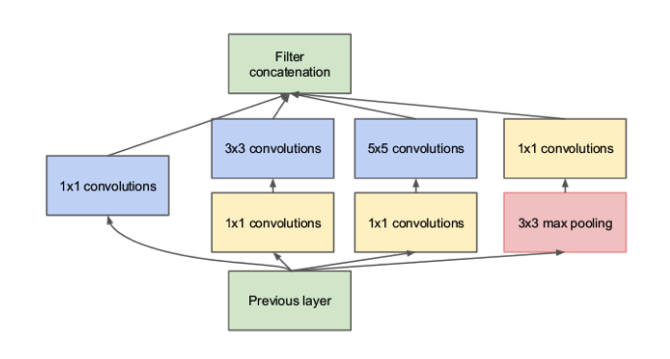 Filter
concatenation
3x3 convolutions
5x5 convolutions
1x1 convolutions
1x1 convolutions
1x1 convolutions
1x1 convolutions
3x3 max pooling
Previous layer